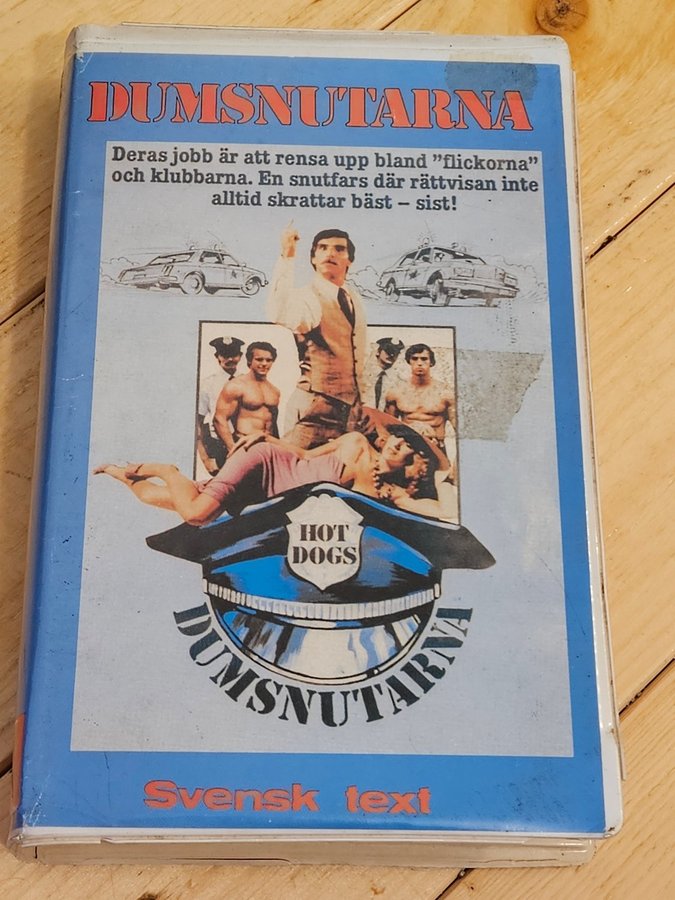 DUMSNUTARNA
Deras jobb är att rensa upp bland ”flickorna”
och klubbarna. En snutfars där rättvisan inte
alltid skrattar bäst – sist!
HOT
DOGS
DUMSNUTARNA
Svensk text